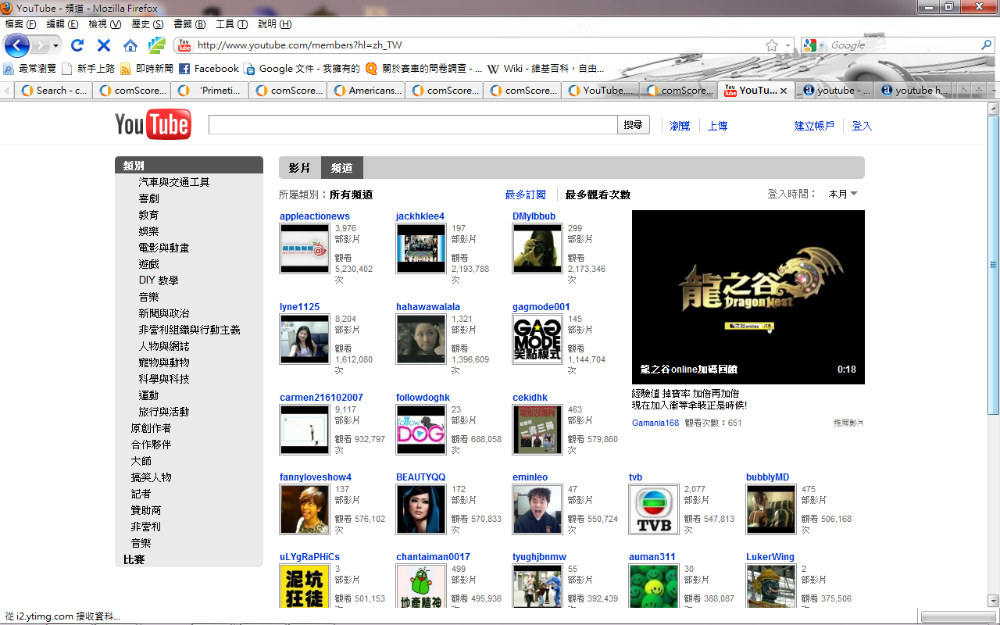 YouTube - 頻道 - Mozilla Firefox
檔案 (F) 編輯 (E) 檢視 (V) 歷史 (S) 書籤 (B) 工具 (T) 說明 (H)
You Tube http://www.youtube.com/members?hl=zh_TW Google
最常瀏覽 新手上路 即時新聞 Facebook Google 文件 - 我擁有的 關於賽車的問卷調查 - ... Wiki - 維基百科，自由...
Search - c... comScore... 'Primeti... comScore... Americans... comScore... comScore... YouTube.... comScore... YouTu... youtube - ... youtube h...
YouTube 搜尋 瀏覽 上傳 建立帳戶 登入
類別
汽車與交通工具
喜劇
教育
娛樂
電影與動畫
遊戲
DIY 教學
音樂
新聞與政治
非營利組織與行動主義
人物與網誌
寵物與動物
科學與科技
運動
旅行與活動
原創作者
合作夥伴
大師
搞笑人物
記者
贊助商
非營利
音樂
比賽
影片 頻道
所屬類別：所有頻道 最多訂閱 最多觀看次數 登入時間： 本月
appleactionews jackhklee4 DMylbbub
3,976 197 299
部影片 部影片 部影片
觀看 觀看 觀看
5,230,402 2,193,788 2,173,346
次 次 次
lyne1125 hahawawalala gagmode001
8,204 1,321 145
部影片 部影片 部影片
觀看 觀看 觀看
1,612,080 1,396,609 1,144,704
次 次 次
GAG
MODE
笑點模式
carmen216102007 followdoghk cekidhk
9,117 23 463
部影片 部影片 部影片
觀看 932,797 觀看 688,058 觀看 579,860
次 次 次
follow
DOG
二套三冊
龍之谷
DragonNest
龍之谷online
龍之谷online加碼回饋 0:18
經驗值 掉寶率 加倍再加倍
現在加入衝等拿裝正是時候!
Gamania168 觀看次數：651 推薦影片
fannyloveshow4 BEAUTYQQ eminleo tvb bubblyMD
137 172 47 2,077 475
部影片 部影片 部影片 部影片 部影片
觀看 576,102 觀看 570,833 觀看 550,724 觀看 547,813 觀看 506,168
次 次 次 次 次
TVB
uLYgRaPHiCs chantaiman0017 tyughjbnmw auman311 LukerWing
3 499 55 30 2
部影片 部影片 部影片 部影片 部影片
觀看 501,153 觀看 495,936 觀看 392,439 觀看 388,087 觀看 375,506
泥坑
狂徒
地產精神
從 i2.ytimg.com 接收資料...